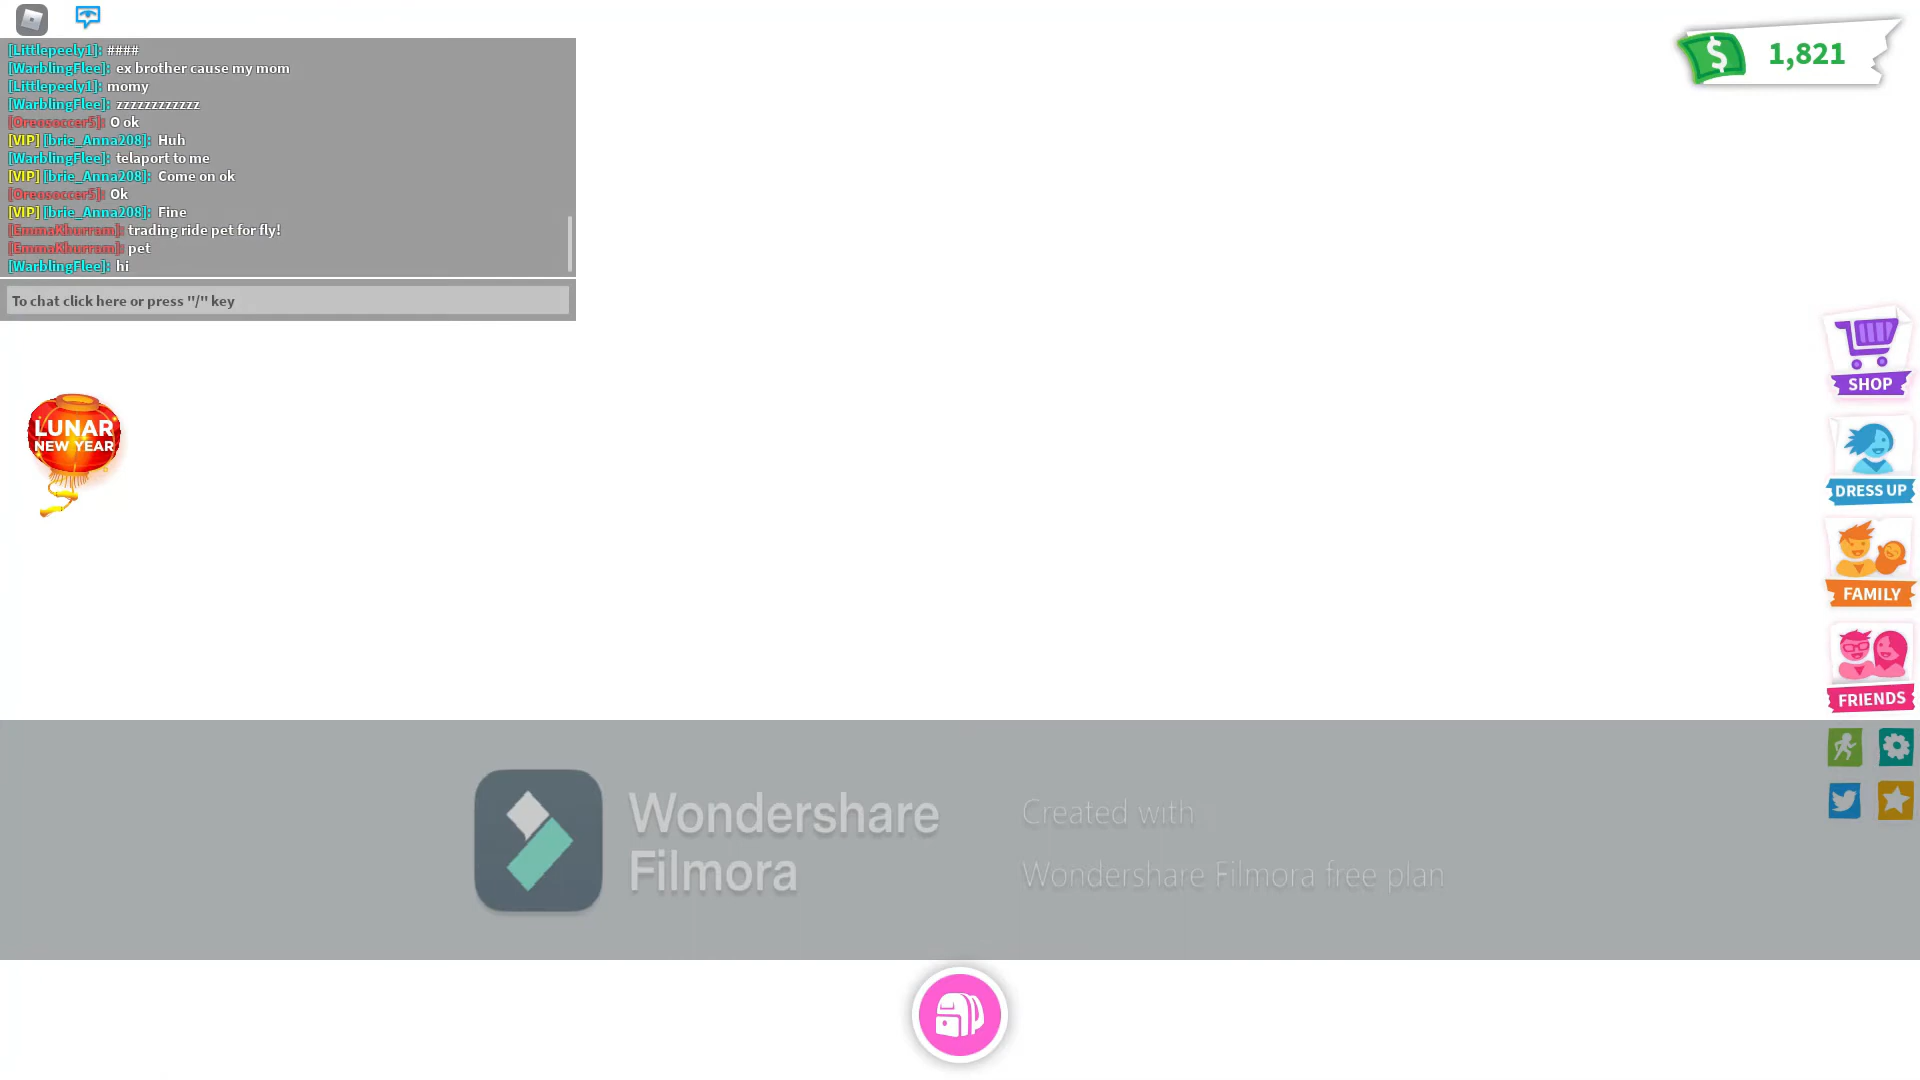 [Littlepeely1]: ####
[WarblingFlee]: ex brother cause my mom
[Littlepeely1]: momy
[WarblingFlee]: zzzzzzzzzzzz
[Oreosoccer5]: O ok
[VIP] [brie_Anna208]: Huh
[WarblingFlee]: telaport to me
[VIP] [brie_Anna208]: Come on ok
[Oreosoccer5]: Ok
[VIP] [brie_Anna208]: Fine
[EmmaKhurram]: trading ride pet for fly!
[EmmaKhurram]: pet
[WarblingFlee]: hi
To chat click here or press "/" key
1,821
LUNAR
NEW YEAR
SHOP
DRESS UP
FAMILY
FRIENDS
Wondershare
Filmora
Created with
Wondershare Filmora free plan